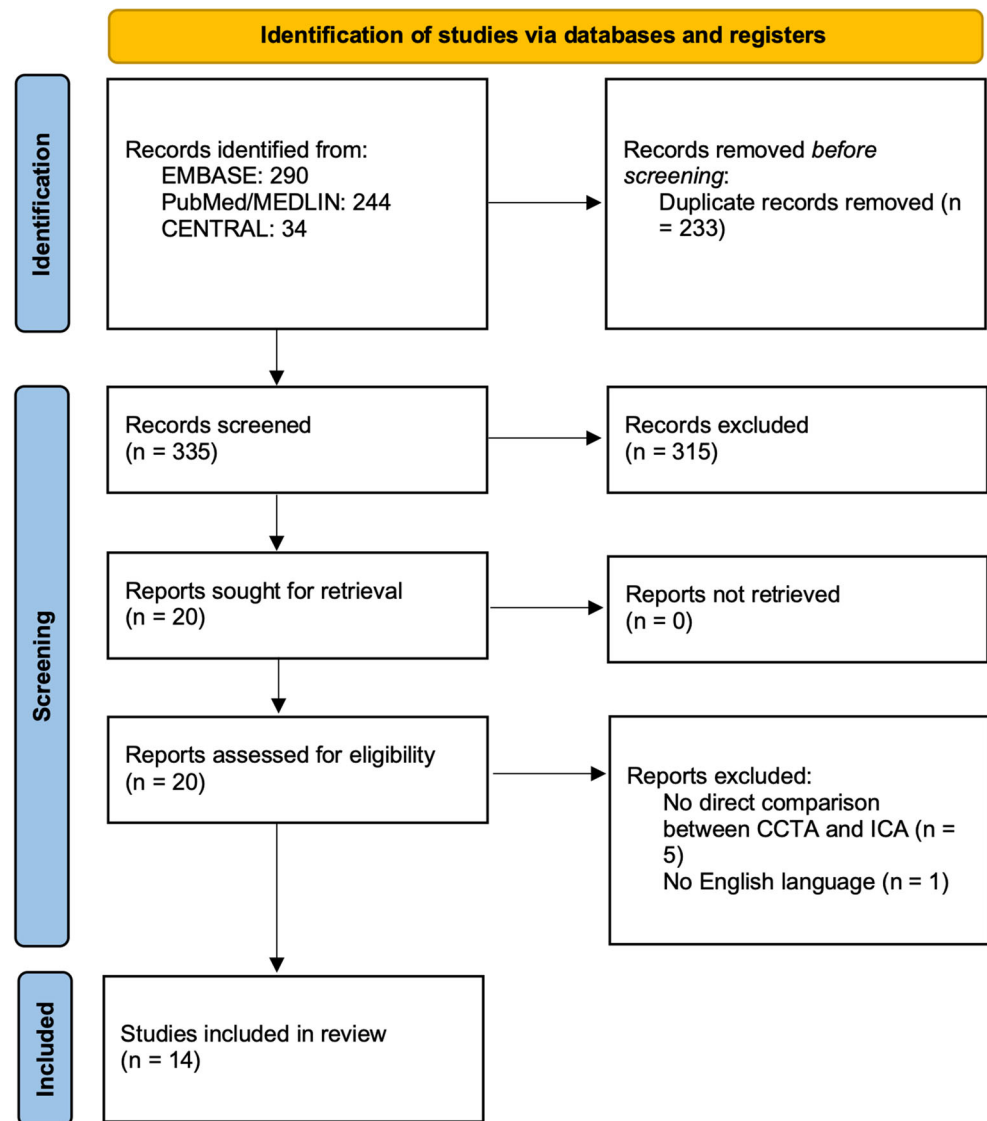 Identification of studies via databases and registers
Identification
Records identified from:
EMBASE: 290
PubMed/MEDLIN: 244
CENTRAL: 34
Records removed before
screening:
Duplicate records removed (n
= 233)
Screening
Records screened
(n = 335)
Records excluded
(n = 315)
Reports sought for retrieval
(n = 20)
Reports not retrieved
(n = 0)
Reports assessed for eligibility
(n = 20)
Reports excluded:
No direct comparison
between CCTA and ICA (n =
5)
No English language (n = 1)
Included
Studies included in review
(n = 14)